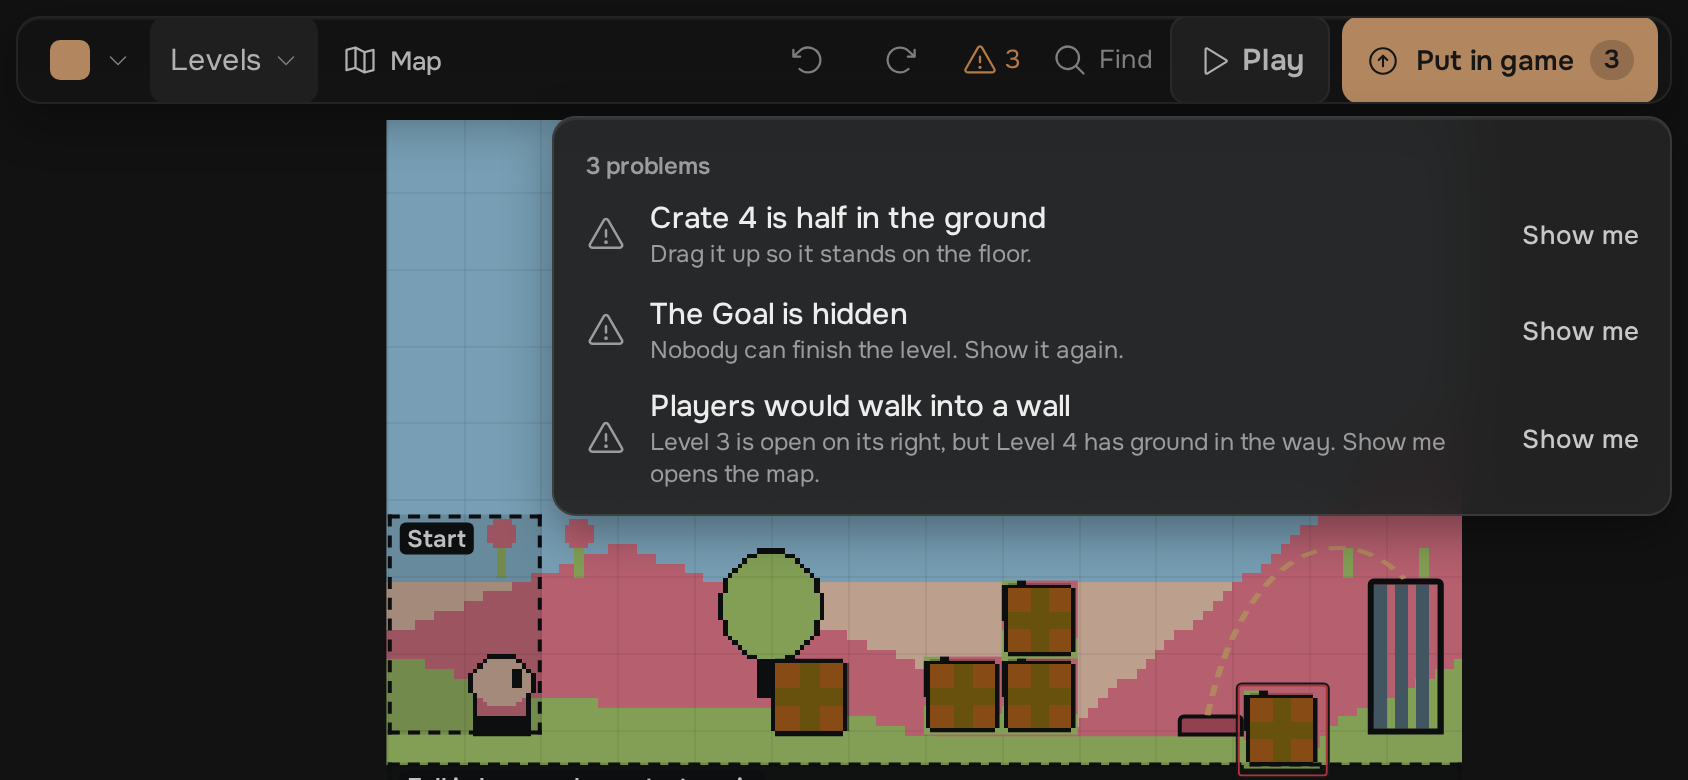 Levels
Map
3
Find
Play
Put in game
3
3 problems
Crate 4 is half in the ground
Drag it up so it stands on the floor.
Show me
The Goal is hidden
Nobody can finish the level. Show it again.
Show me
Players would walk into a wall
Level 3 is open on its right, but Level 4 has ground in the way. Show me
opens the map.
Show me
Start